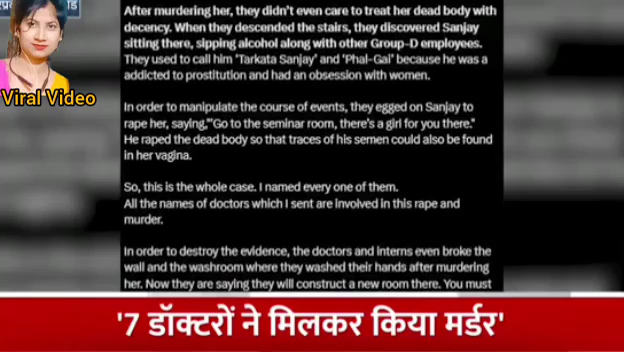 ांड
After murdering her, they didn't even care to treat her dead body with
decency. When they descended the stairs, they discovered Sanjay
sitting there, sipping alcohol along with other Group-D employees.
They used to call him 'Tarkata Sanjay' and 'Phal-Gai' because he was a
addicted to prostitution and had an obsession with women.
Viral Video
In order to manipulate the course of events, they egged on Sanjay to
rape her, saying,"'Go to the seminar room, there's a girl for you there."
He raped the dead body so that traces of his semen could also be found
in her vagina.
So, this is the whole case. I named every one of them.
All the names of doctors which I sent are involved in this rape and
murder.
In order to destroy the evidence, the doctors and interns even broke the
wall and the washroom where they washed their hands after murdering
her. Now they are saying they will construct a new room there. You must
'7 डॉक्टरों ने मिलकर किया मर्डर'